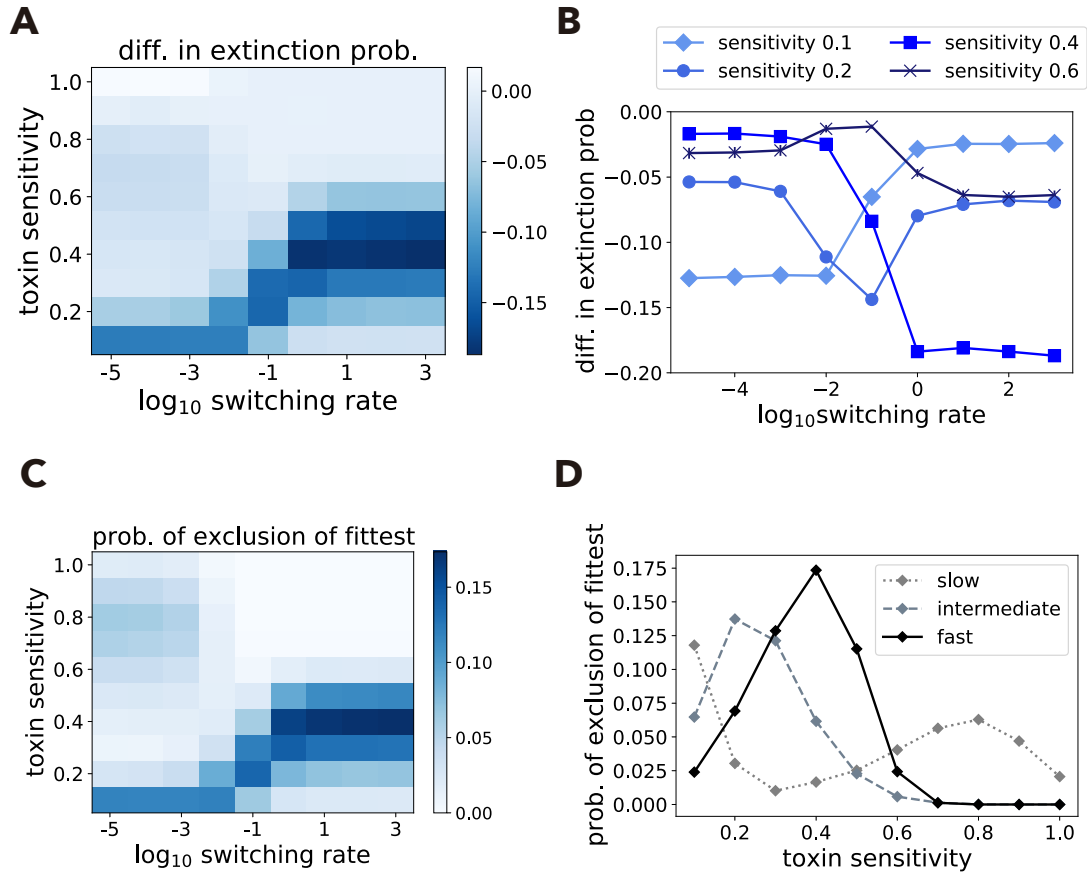 A
diff. in extinction prob.
toxin sensitivity
1.0
0.8
0.6
0.4
0.2
-5 -3 -1 1 3
log10 switching rate
0.00
−0.05
−0.10
−0.15
B
sensitivity 0.1
sensitivity 0.2
sensitivity 0.4
sensitivity 0.6
diff. in extinction prob
0.00
−0.05
−0.10
−0.15
−0.20
−4 −2 0 2
log10switching rate
C
prob. of exclusion of fittest
toxin sensitivity
1.0
0.8
0.6
0.4
0.2
-5 -3 -1 1 3
log10 switching rate
0.15
0.10
0.05
0.00
D
prob. of exclusion of fittest
0.175
0.150
0.125
0.100
0.075
0.050
0.025
0.000
slow
intermediate
fast
0.2 0.4 0.6 0.8 1.0
toxin sensitivity